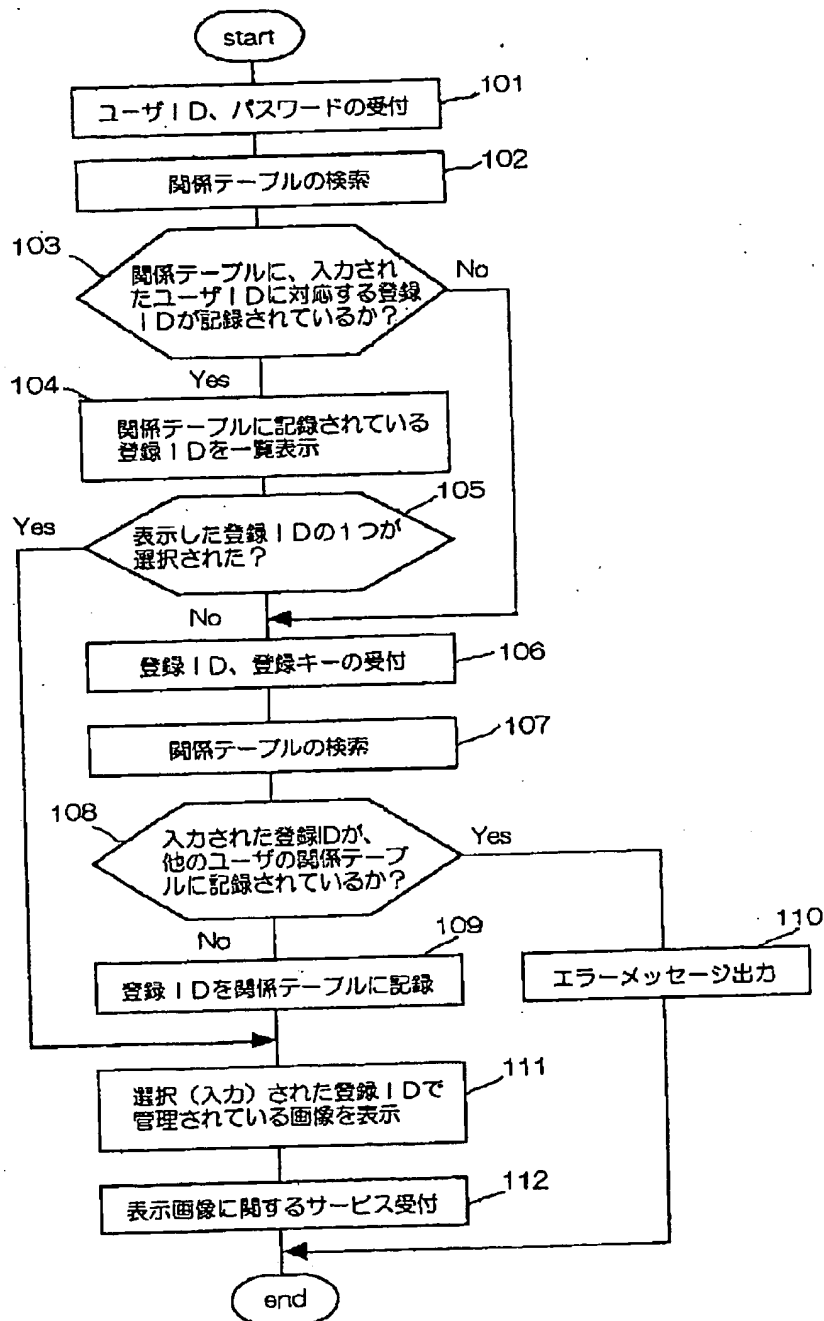 start
101
ユーザID、パスワードの受付
102
関係テーブルの検索
103
関係テーブルに、入力され
たユーザIDに対応する登録
IDが記録されているか？
No
Yes
104
関係テーブルに記録されている
登録IDを一覧表示
105
Yes
表示した登録IDの1つが
選択された？
No
登録ID、登録キーの受付
106
107
関係テーブルの検索
108
入力された登録IDが、
他のユーザの関係テーブ
ルに記録されているか？
Yes
No
109
110
登録IDを関係テーブルに記録
エラーメッセージ出力
111
選択（入力）された登録IDで
管理されている画像を表示
112
表示画像に関するサービス受付
end